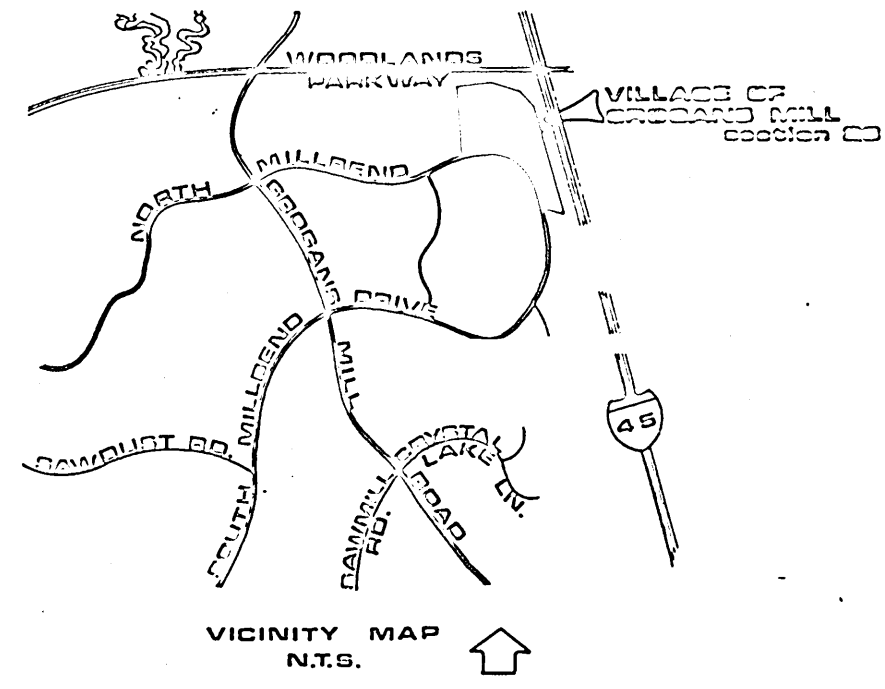 WOODLANDS
PARKWAY
VILLAGE OF
GROGANS MILL
section
NORTH
MILLBEND
GROGANS
DRIVE
MILLBEND
MILL
45
SAWDUST RD.
CRYSTAL
LAKE LN.
SOUTH
SAWMILL
RD.
ROAD
VICINITY MAP
N.T.S.